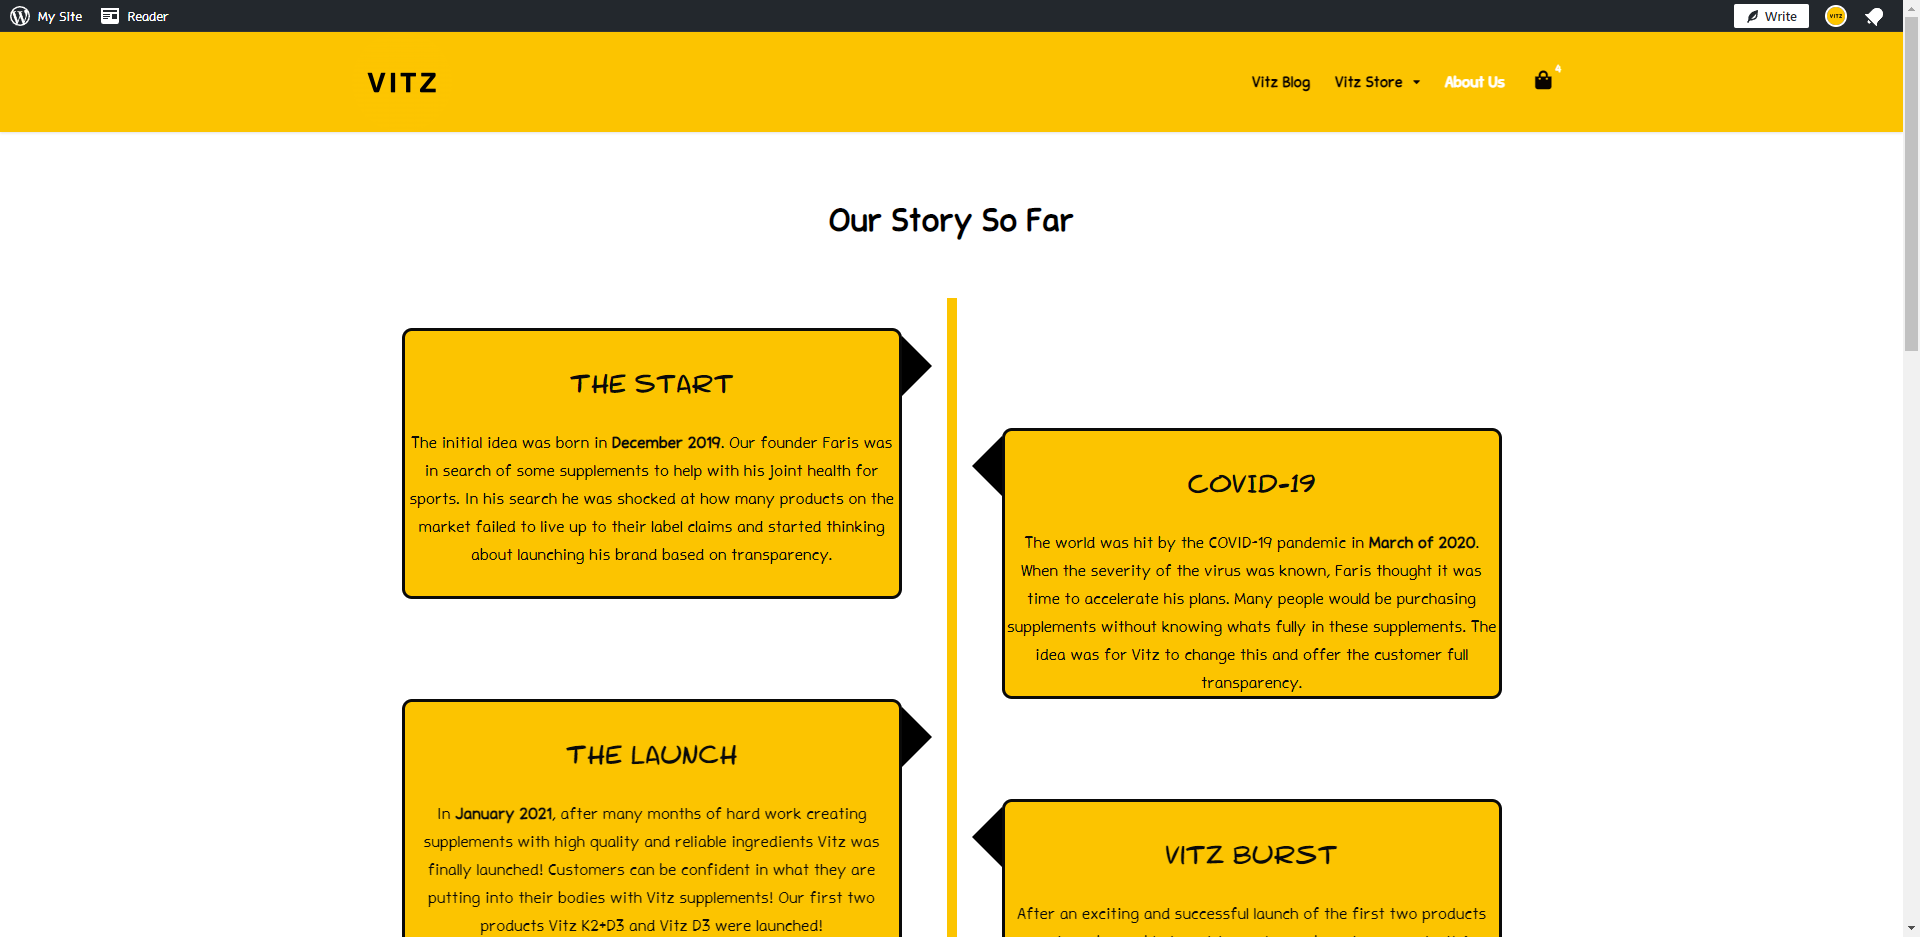 My Site
Reader
Write
VITZ
VITZ
Vitz Blog
Vitz Store
About Us
4
Our Story So Far
THE START
The initial idea was born in December 2019. Our founder Faris was
in search of some supplements to help with his joint health for
sports. In his search he was shocked at how many products on the
market failed to live up to their label claims and started thinking
about launching his brand based on transparency.
COVID-19
The world was hit by the COVID-19 pandemic in March of 2020.
When the severity of the virus was known, Faris thought it was
time to accelerate his plans. Many people would be purchasing
supplements without knowing whats fully in these supplements. The
idea was for Vitz to change this and offer the customer full
transparency.
THE LAUNCH
In January 2021, after many months of hard work creating
supplements with high quality and reliable ingredients Vitz was
finally launched! Customers can be confident in what they are
putting into their bodies with Vitz supplements! Our first two
products Vitz K2+D3 and Vitz D3 were launched!
VITZ BURST
After an exciting and successful launch of the first two products